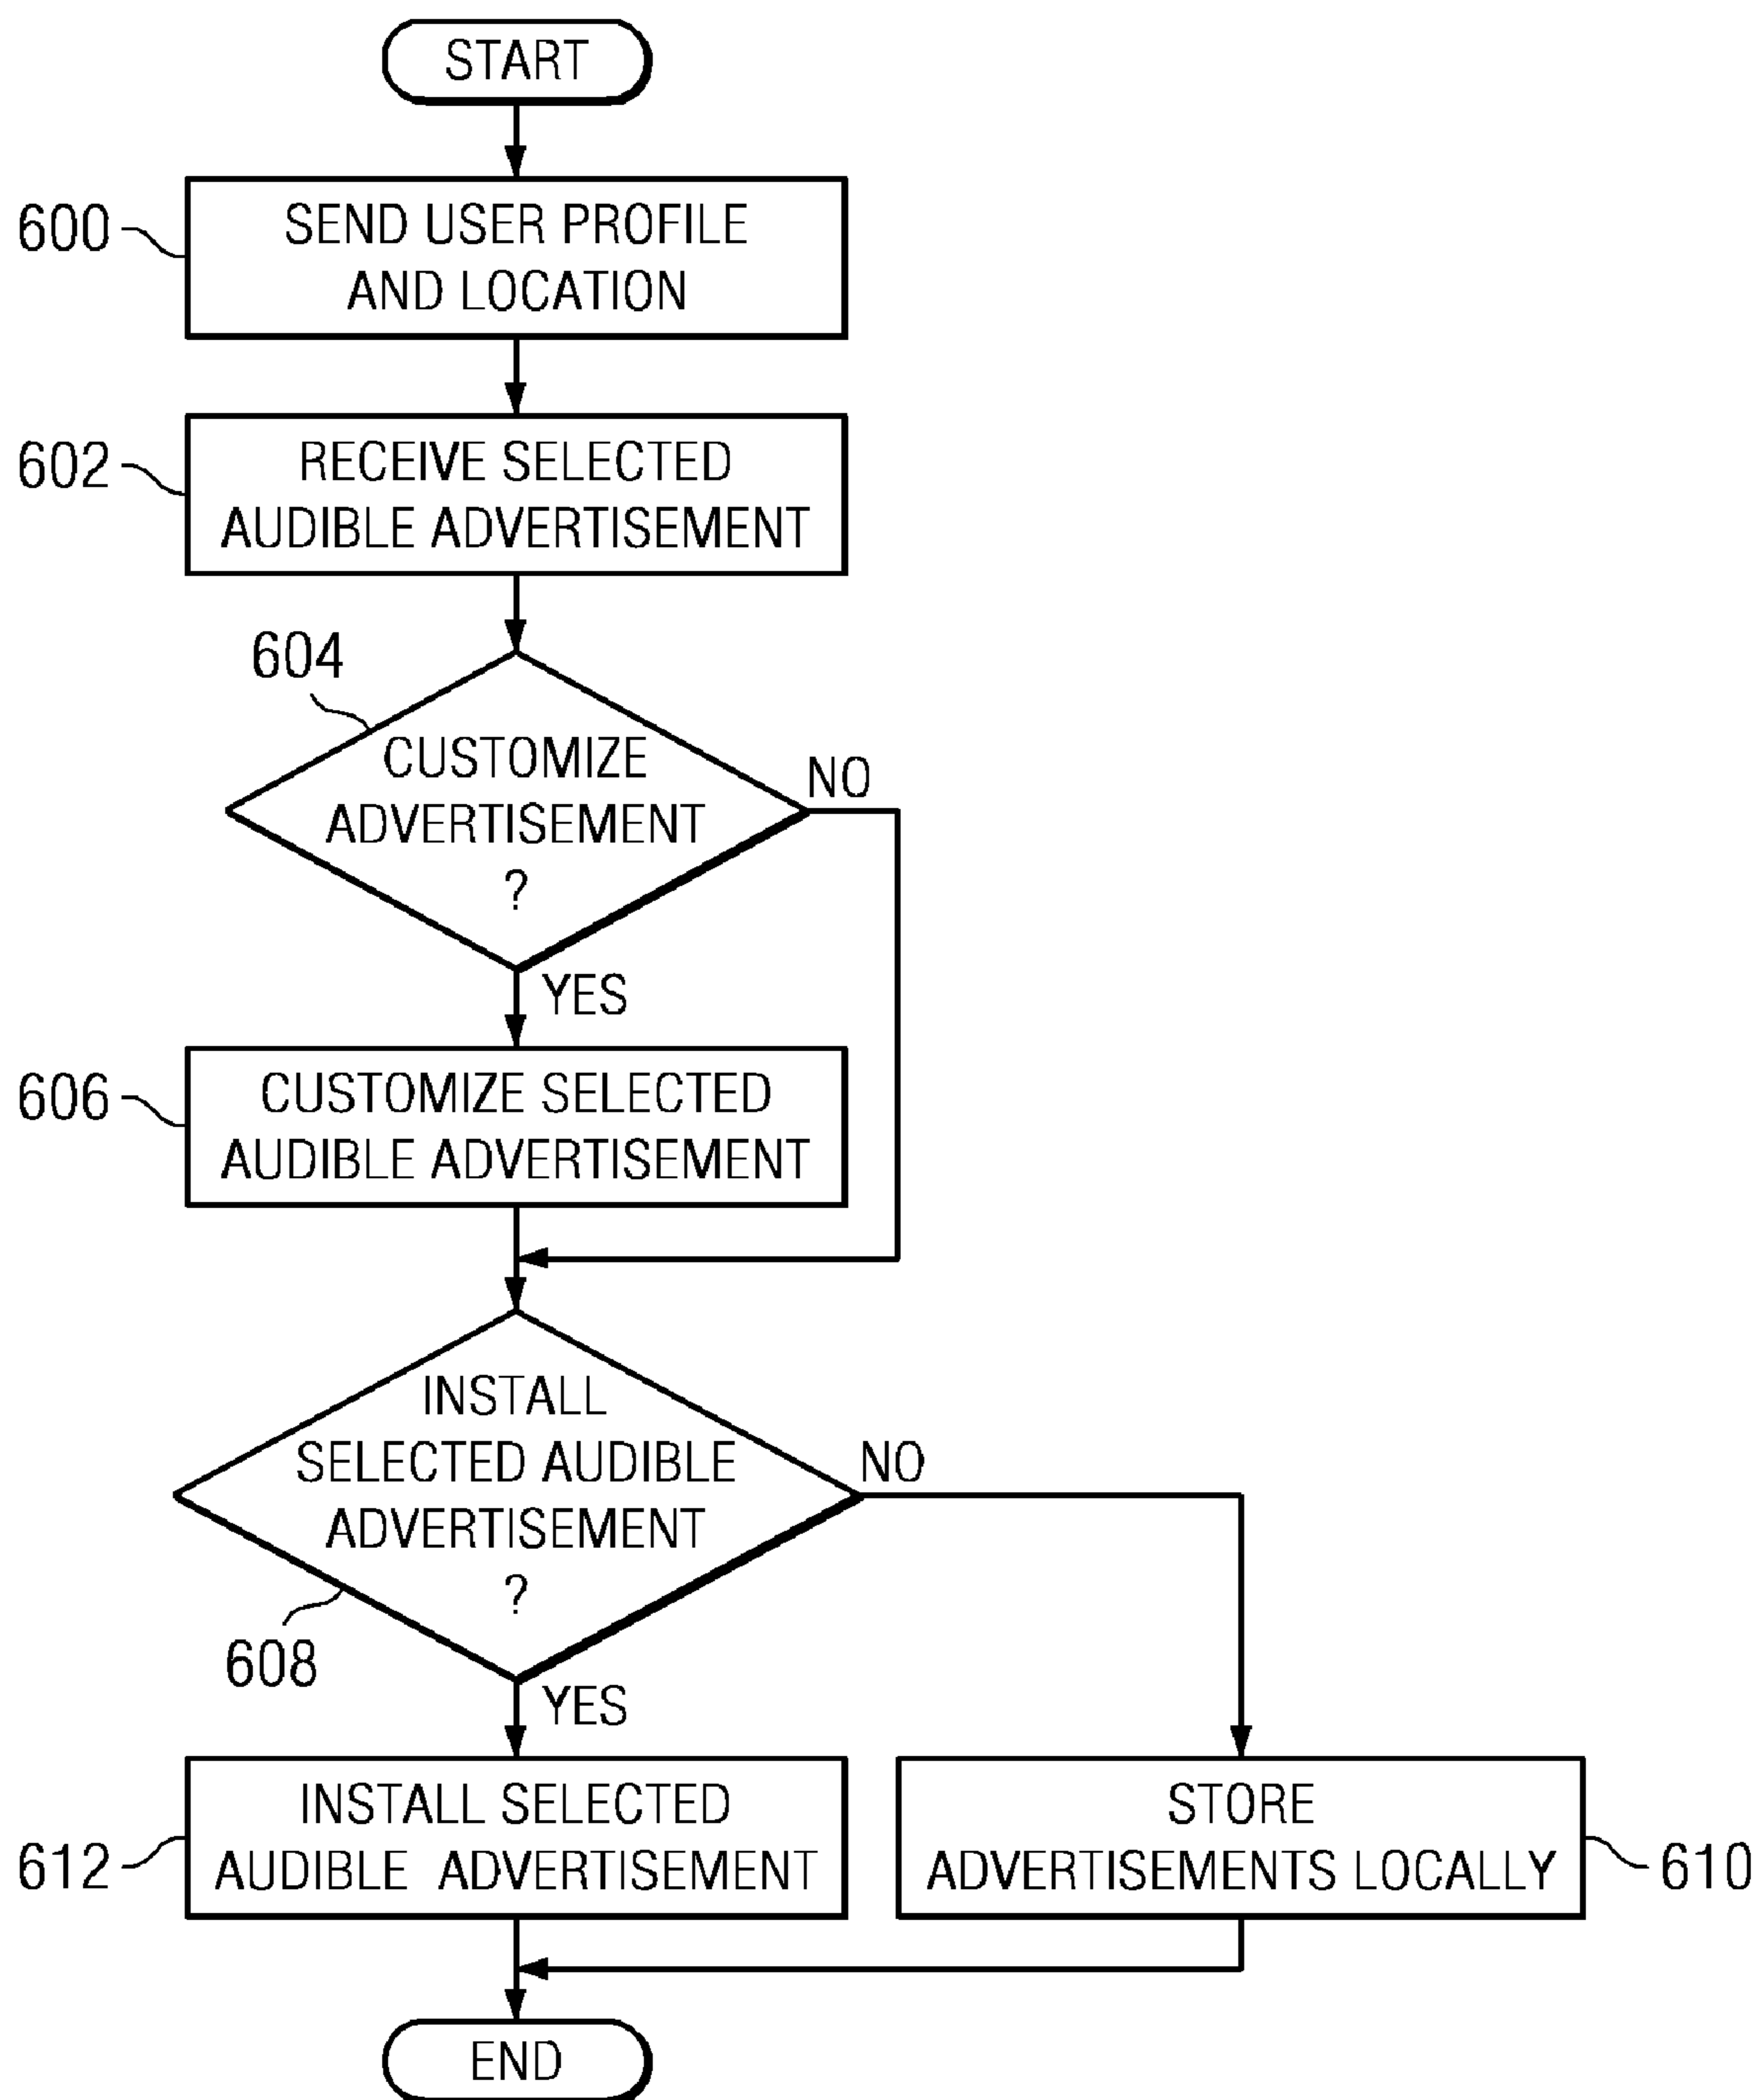 START
600
SEND USER PROFILE
AND LOCATION
602
RECEIVE SELECTED
AUDIBLE ADVERTISEMENT
604
CUSTOMIZE
ADVERTISEMENT
?
NO
YES
606
CUSTOMIZE SELECTED
AUDIBLE ADVERTISEMENT
INSTALL
SELECTED AUDIBLE
ADVERTISEMENT
?
NO
608
YES
612
INSTALL SELECTED
AUDIBLE ADVERTISEMENT
STORE
ADVERTISEMENTS LOCALLY
610
END